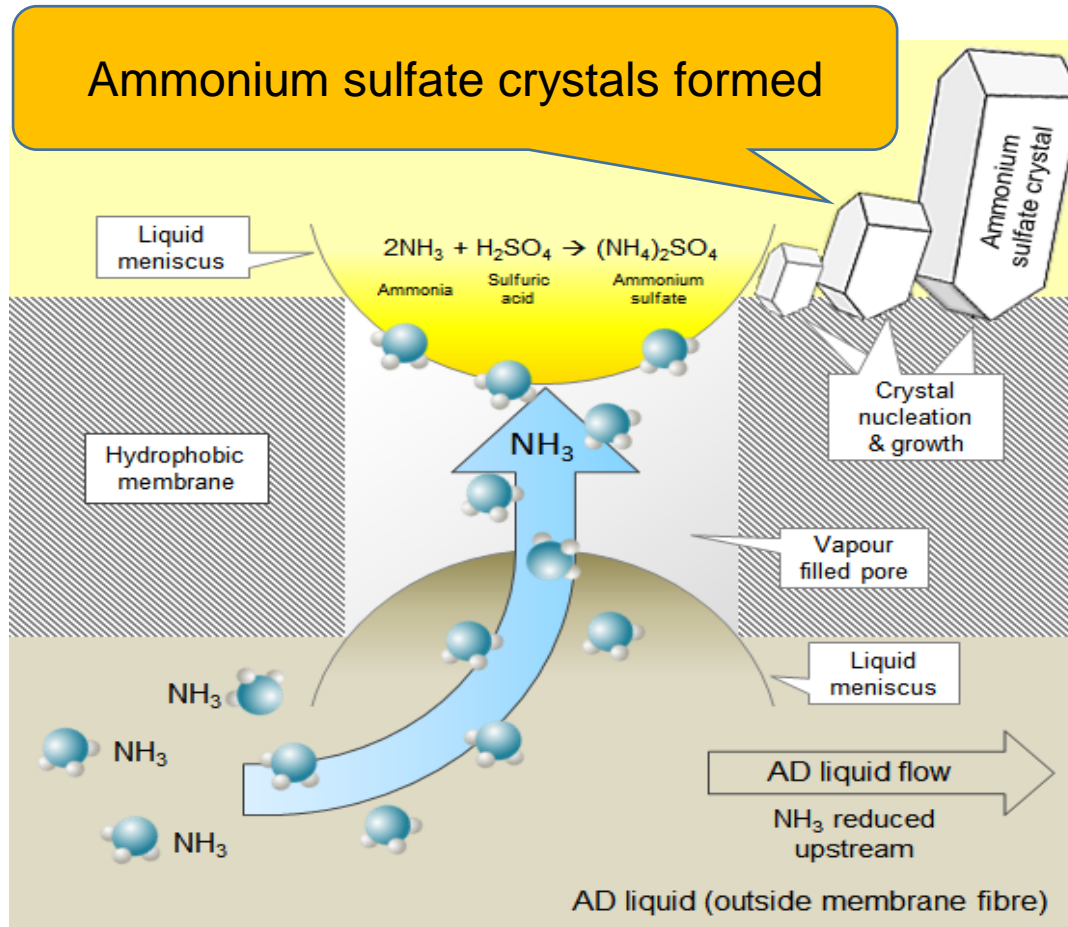 Ammonium sulfate crystals formed
Ammonium
sulfate crystal
Liquid
meniscus
2NH₃ + H₂SO₄ → (NH₄)₂SO₄
Ammonia
Sulfuric
acid
Ammonium
sulfate
Crystal
nucleation
& growth
Hydrophobic
membrane
NH₃
Vapour
filled pore
Liquid
meniscus
NH₃
NH₃
NH₃
AD liquid flow
NH₃ reduced
upstream
AD liquid (outside membrane fibre)